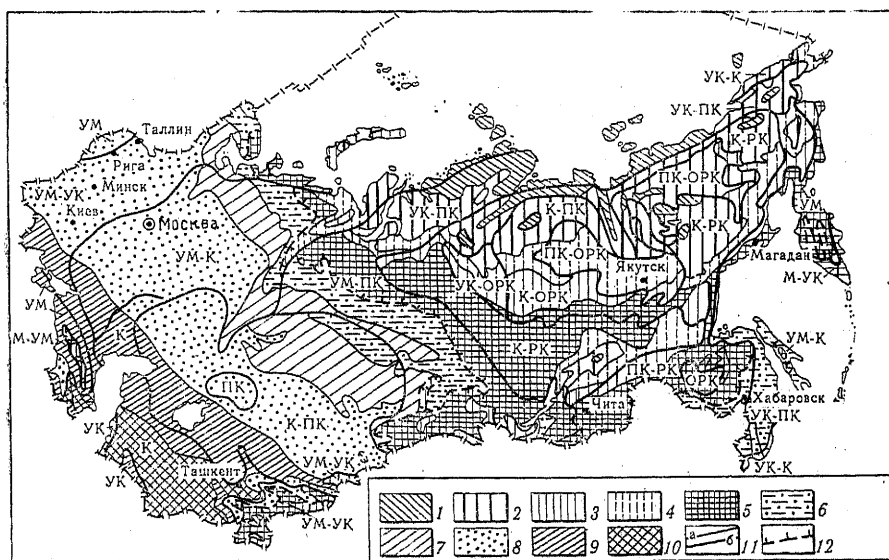 УК-К
УК-ПК
К-РК
УМ
Таллин
Рига
Минск
УМ-УК
Киев
Москва
УМ-К
УК-ПК
К-ПК
ПК-ОРК
К-РК
ПК-ОРК
Якутск
УМ
Магадан
М-УК
УМ-ПК
УК-ОРК
К-ОРК
УМ
М-УМ
К
К-РК
ПК-РК
ОРК
УМ-К
ПК
К-ПК
Чита
Хабаровск
УК-ПК
УК-К
УК
К
УК
Ташкент
УМ-УК
УМ-УК
1 2 3 4 5 6
7 8 9 10 а б 11 12